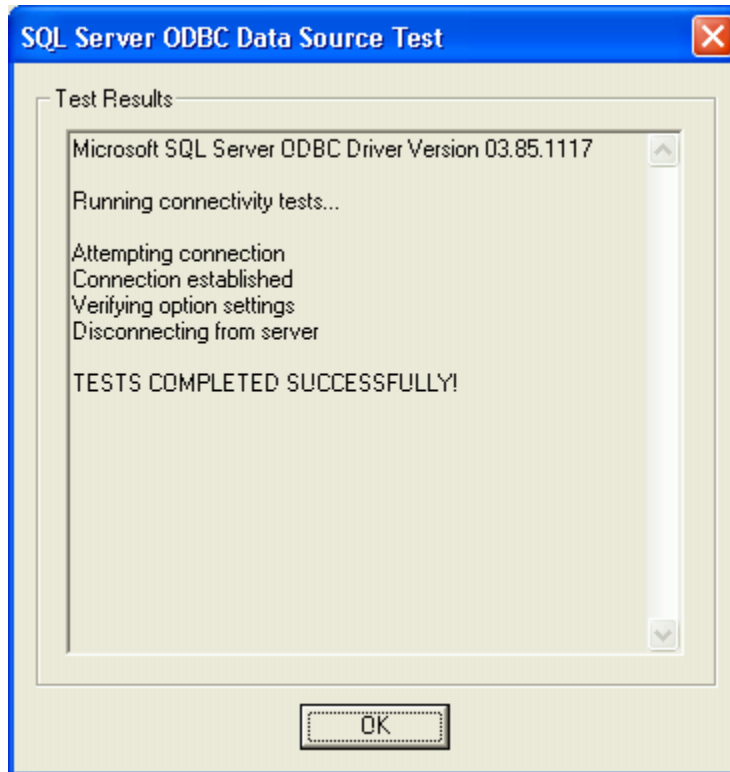 SQL Server ODBC Data Source Test
Test Results
Microsoft SQL Server ODBC Driver Version 03.85.1117
Running connectivity tests...
Attempting connection
Connection established
Verifying option settings
Disconnecting from server
TESTS COMPLETED SUCCESSFULLY!
OK